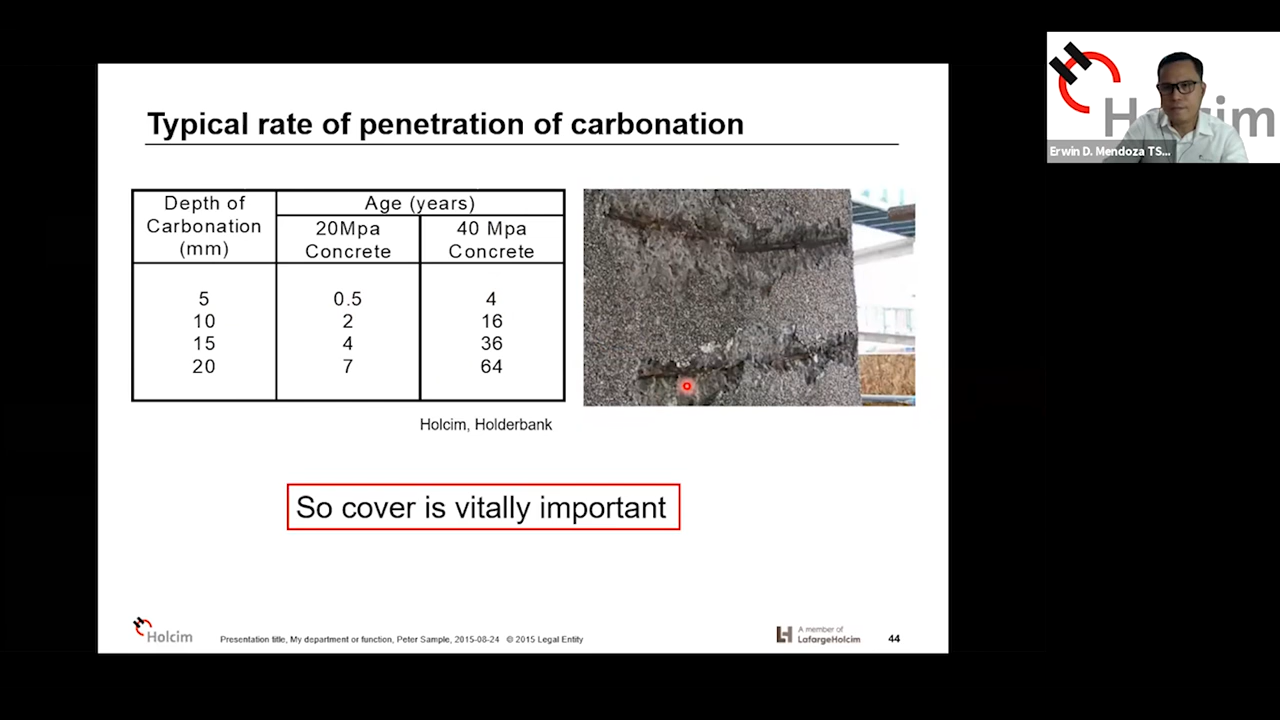 Typical rate of penetration of carbonation
Depth of Carbonation (mm)
Age (years)
20Mpa Concrete
40 Mpa Concrete
5 0.5 4
10 2 16
15 4 36
20 7 64
Holcim, Holderbank
So cover is vitally important
Holcim
Presentation title, My department or function, Peter Sample, 2015-08-24 © 2015 Legal Entity
A member of
LafargeHolcim
44
Holcim
Erwin D. Mendoza TS...